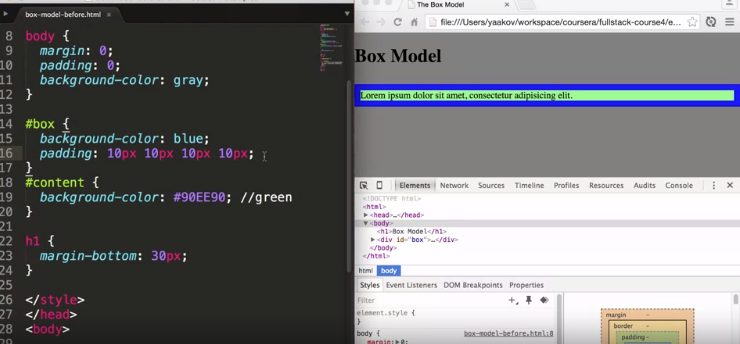 box-model-before.html ×
8 body {
9 margin: 0;
10 padding: 0;
11 background-color: gray;
12 }
13
14 #box {
15 background-color: blue;
16 padding: 10px 10px 10px 10px;
17 }
18 #content {
19 background-color: #90EE90; //green
20 }
21
22 h1 {
23 margin-bottom: 30px;
24 }
25
26 </style>
27 </head>
28 <body>
29
The Box Model ×
file:///Users/yaakov/workspace/coursera/fullstack-course4/e...
Box Model
Lorem ipsum dolor sit amet, consectetur adipisicing elit.
Elements Network Sources Timeline Profiles Resources Audits Console
<!DOCTYPE html>
<html>
▶<head>…</head>
▼<body>
<h1>Box Model</h1>
▶<div id="box">…</div>
</body>
</html>
html body
Styles Event Listeners DOM Breakpoints Properties
Filter
element.style {
}
body { box-model-before.html:8
margin:▶0;
margin -
border -
padding -